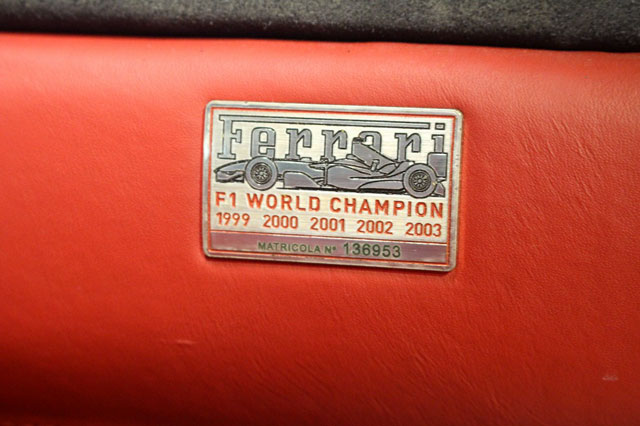 Ferrari
F1 WORLD CHAMPION
1999 2000 2001 2002 2003
MATRICOLA N° 136953